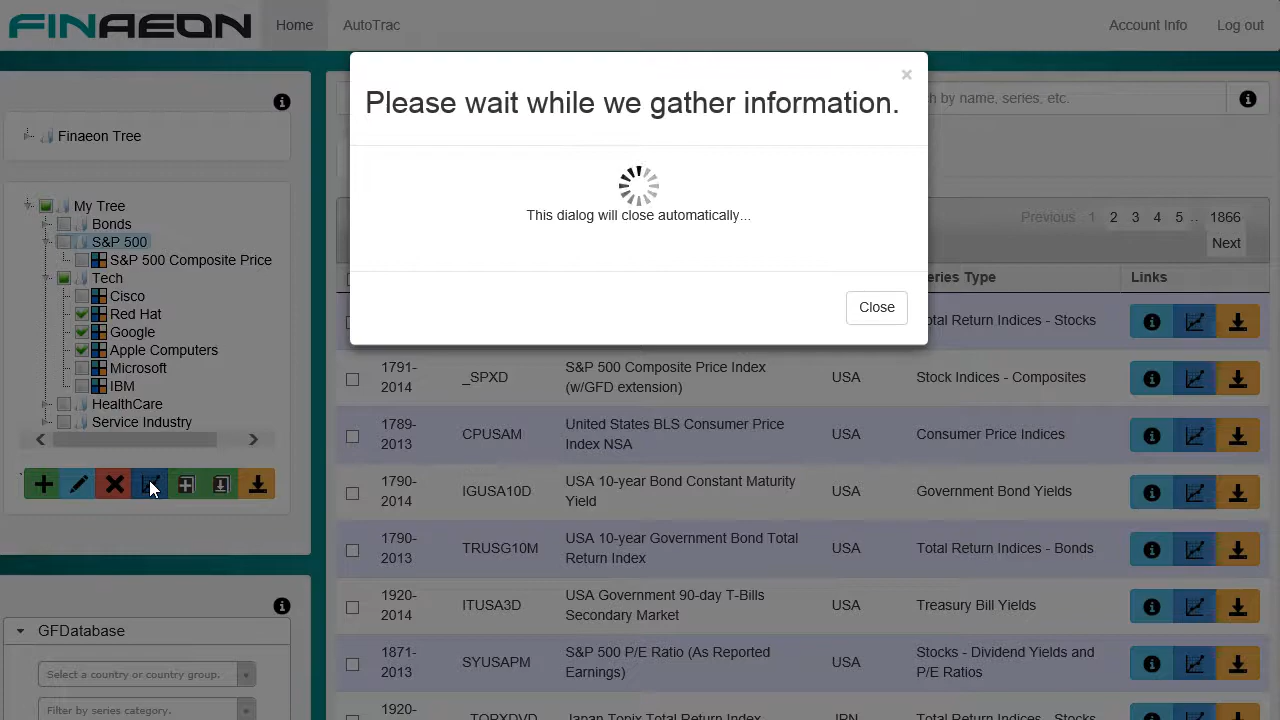 FINAEON
Home
AutoTrac
Account Info
Log out
Please wait while we gather information.
×
This dialog will close automatically...
Close
Finaeon Tree
My Tree
Bonds
S&P 500
S&P 500 Composite Price
Tech
Cisco
Red Hat
Google
Apple Computers
Microsoft
IBM
HealthCare
Service Industry
GFDatabase
Select a country or country group.
Filter by series category.
h by name, series, etc.
Previous 1 2 3 4 5 .. 1866
Next
eries Type
Links
otal Return Indices - Stocks
1791-
2014
_SPXD
S&P 500 Composite Price Index
(w/GFD extension)
USA
Stock Indices - Composites
1789-
2013
CPUSAM
United States BLS Consumer Price
Index NSA
USA
Consumer Price Indices
1790-
2014
IGUSA10D
USA 10-year Bond Constant Maturity
Yield
USA
Government Bond Yields
1790-
2013
TRUSG10M
USA 10-year Government Bond Total
Return Index
USA
Total Return Indices - Bonds
1920-
2014
ITUSA3D
USA Government 90-day T-Bills
Secondary Market
USA
Treasury Bill Yields
1871-
2013
SYUSAPM
S&P 500 P/E Ratio (As Reported
Earnings)
USA
Stocks - Dividend Yields and
P/E Ratios
1920-
_TOPXDVD
Japan Topix Total Return Index
JPN
Total Return Indices - Stocks